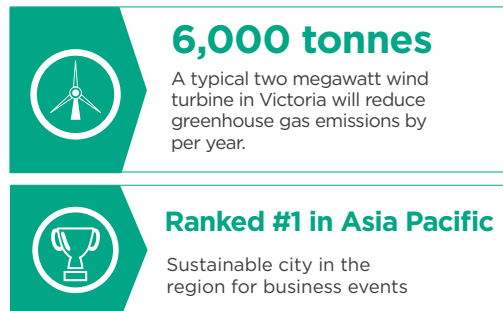 6,000 tonnes
A typical two megawatt wind
turbine in Victoria will reduce
greenhouse gas emissions by
per year.
Ranked #1 in Asia Pacific
Sustainable city in the
region for business events